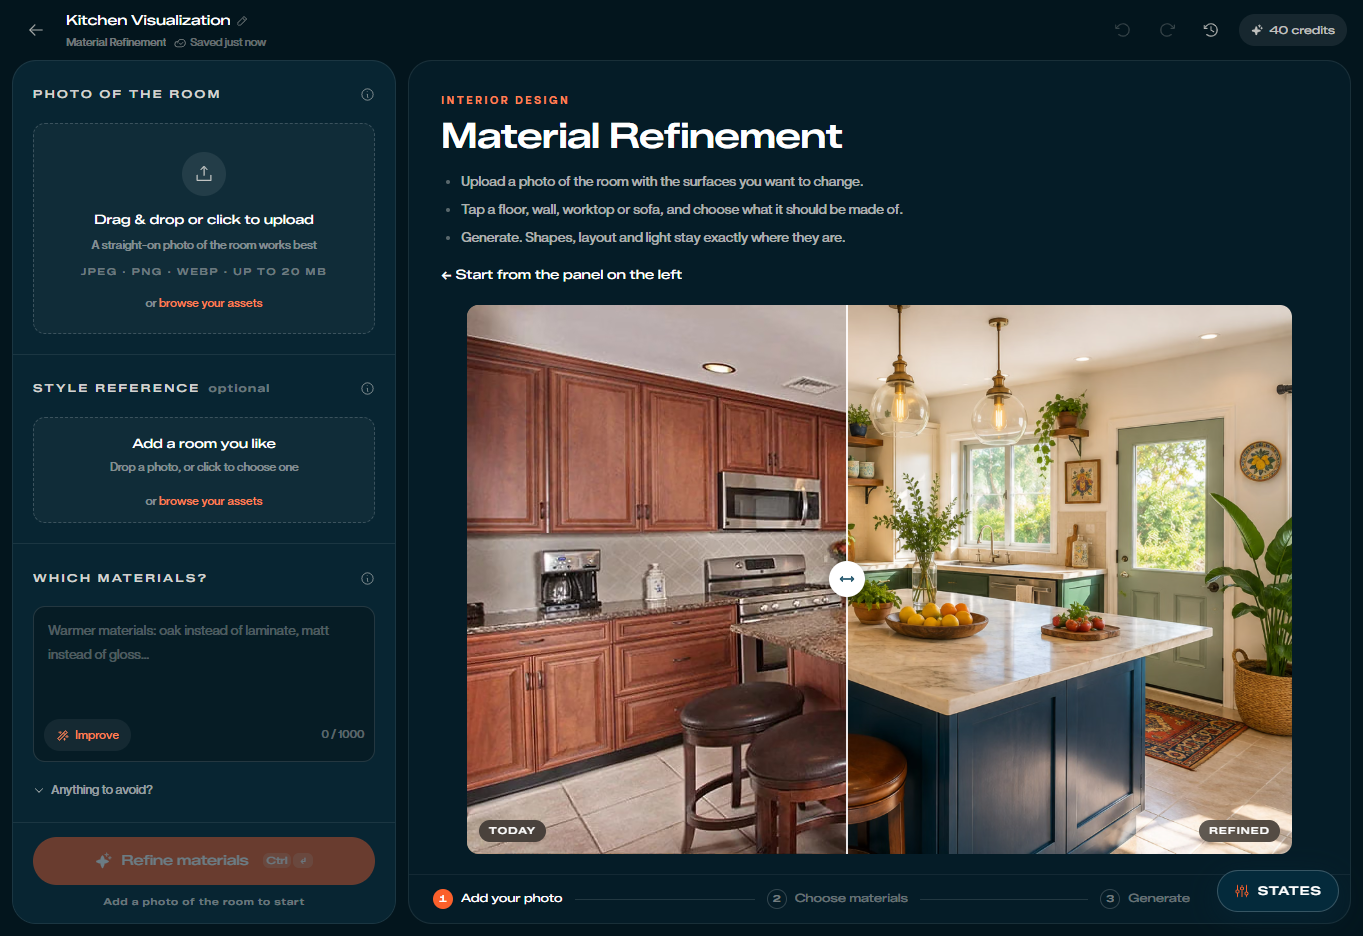 Kitchen Visualization
Material Refinement Saved just now
40 credits
PHOTO OF THE ROOM
Drag & drop or click to upload
A straight-on photo of the room works best
JPEG · PNG · WEBP · UP TO 20 MB
or browse your assets
STYLE REFERENCE optional
Add a room you like
Drop a photo, or click to choose one
or browse your assets
WHICH MATERIALS?
Warmer materials: oak instead of laminate, matt
instead of gloss...
Improve
0 / 1000
Anything to avoid?
Refine materials Ctrl ↵
Add a photo of the room to start
INTERIOR DESIGN
Material Refinement
• Upload a photo of the room with the surfaces you want to change.
• Tap a floor, wall, worktop or sofa, and choose what it should be made of.
• Generate. Shapes, layout and light stay exactly where they are.
← Start from the panel on the left
TODAY
REFINED
1 Add your photo
2 Choose materials
3 Generate
STATES